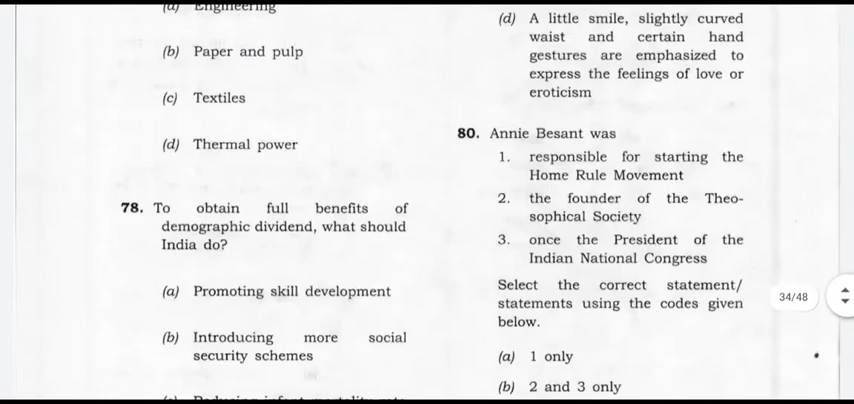 (a) Engineering
(b) Paper and pulp
(c) Textiles
(d) Thermal power
78. To obtain full benefits of
demographic dividend, what should
India do?
(a) Promoting skill development
(b) Introducing more social
security schemes
(d) A little smile, slightly curved
waist and certain hand
gestures are emphasized to
express the feelings of love or
eroticism
80. Annie Besant was
1. responsible for starting the
Home Rule Movement
2. the founder of the Theo-
sophical Society
3. once the President of the
Indian National Congress
Select the correct statement/
statements using the codes given
below.
(a) 1 only
(b) 2 and 3 only
34/48